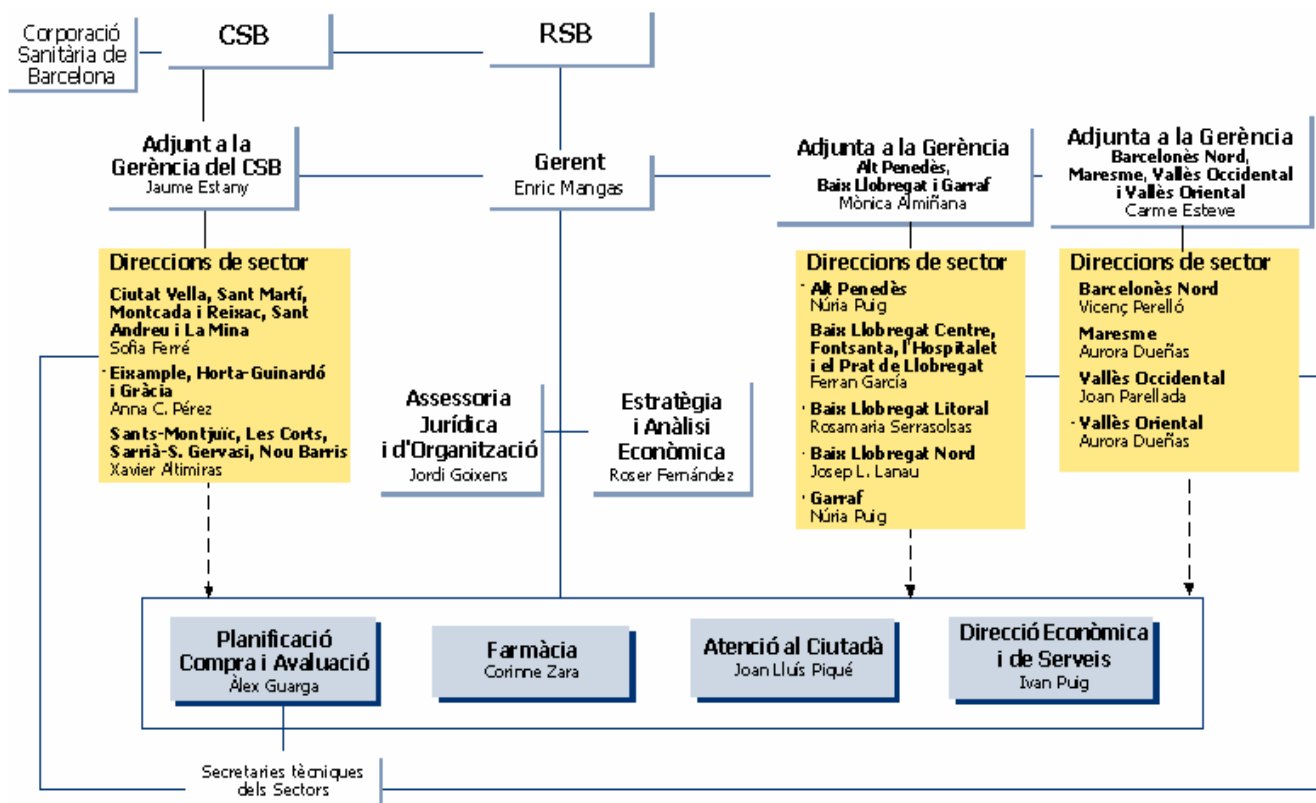 Corporació
Sanitària de
Barcelona
CSB
RSB
Adjunt a la
Gerència del CSB
Jaume Estany
Gerent
Enric Mangas
Adjunta a la Gerència
Alt Penedès,
Baix Llobregat i Garraf
Mònica Almiñana
Adjunta a la Gerència
Barcelonès Nord,
Maresme, Vallès Occidental
i Vallès Oriental
Carme Esteve
Direccions de sector
Ciutat Vella, Sant Martí,
Montcada i Reixac, Sant
Andreu i La Mina
Sofia Ferré
· Eixample, Horta-Guinardó
i Gràcia
Anna C. Pérez
Sants-Montjuïc, Les Corts,
Sarrià-S. Gervasi, Nou Barris
Xavier Altimiras
Assessoria
Jurídica
i d'Organització
Jordi Goixens
Estratègia
i Anàlisi
Econòmica
Roser Fernández
Direccions de sector
· Alt Penedès
Núria Puig
Baix Llobregat Centre,
Fontsanta, l'Hospitalet
i el Prat de Llobregat
Ferran García
· Baix Llobregat Litoral
Rosamaria Serrasolsas
· Baix Llobregat Nord
Josep L. Lanau
· Garraf
Núria Puig
Direccions de sector
Barcelonès Nord
Vicenç Perelló
Maresme
Aurora Dueñas
Vallès Occidental
Joan Parellada
· Vallès Oriental
Aurora Dueñas
Planificació
Compra i Avaluació
Àlex Guarga
Farmàcia
Corinne Zara
Atenció al Ciutadà
Joan Lluís Piqué
Direcció Econòmica
i de Serveis
Ivan Puig
Secretaries tècniques
dels Sectors